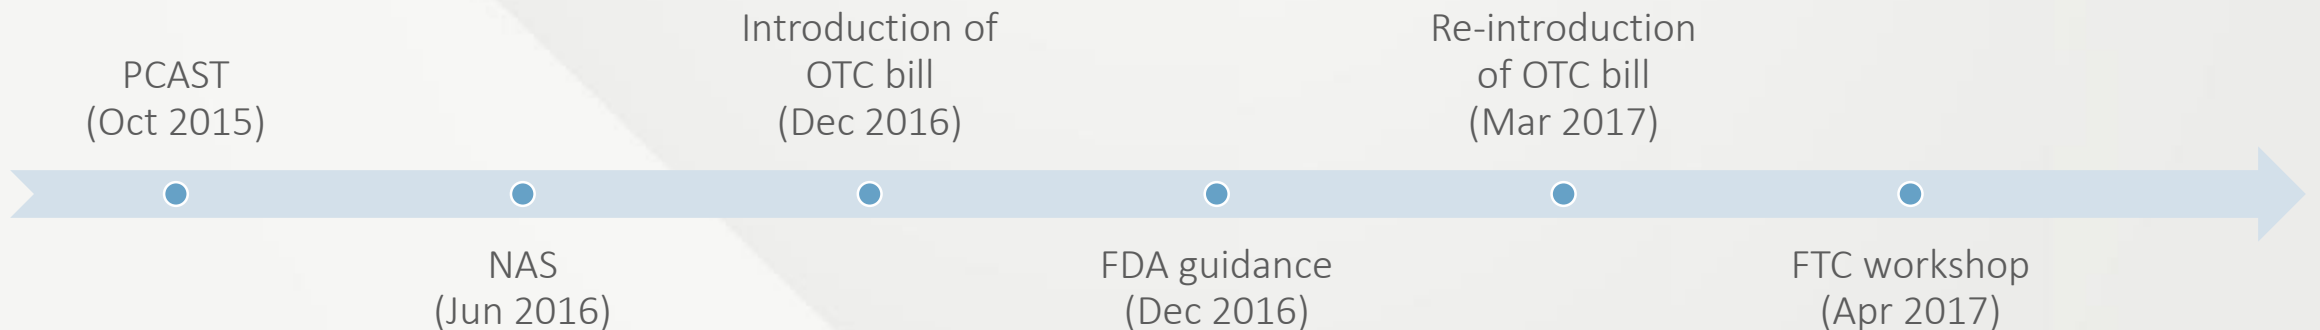 PCAST
(Oct 2015)
NAS
(Jun 2016)
Introduction of
OTC bill
(Dec 2016)
FDA guidance
(Dec 2016)
Re-introduction
of OTC bill
(Mar 2017)
FTC workshop
(Apr 2017)